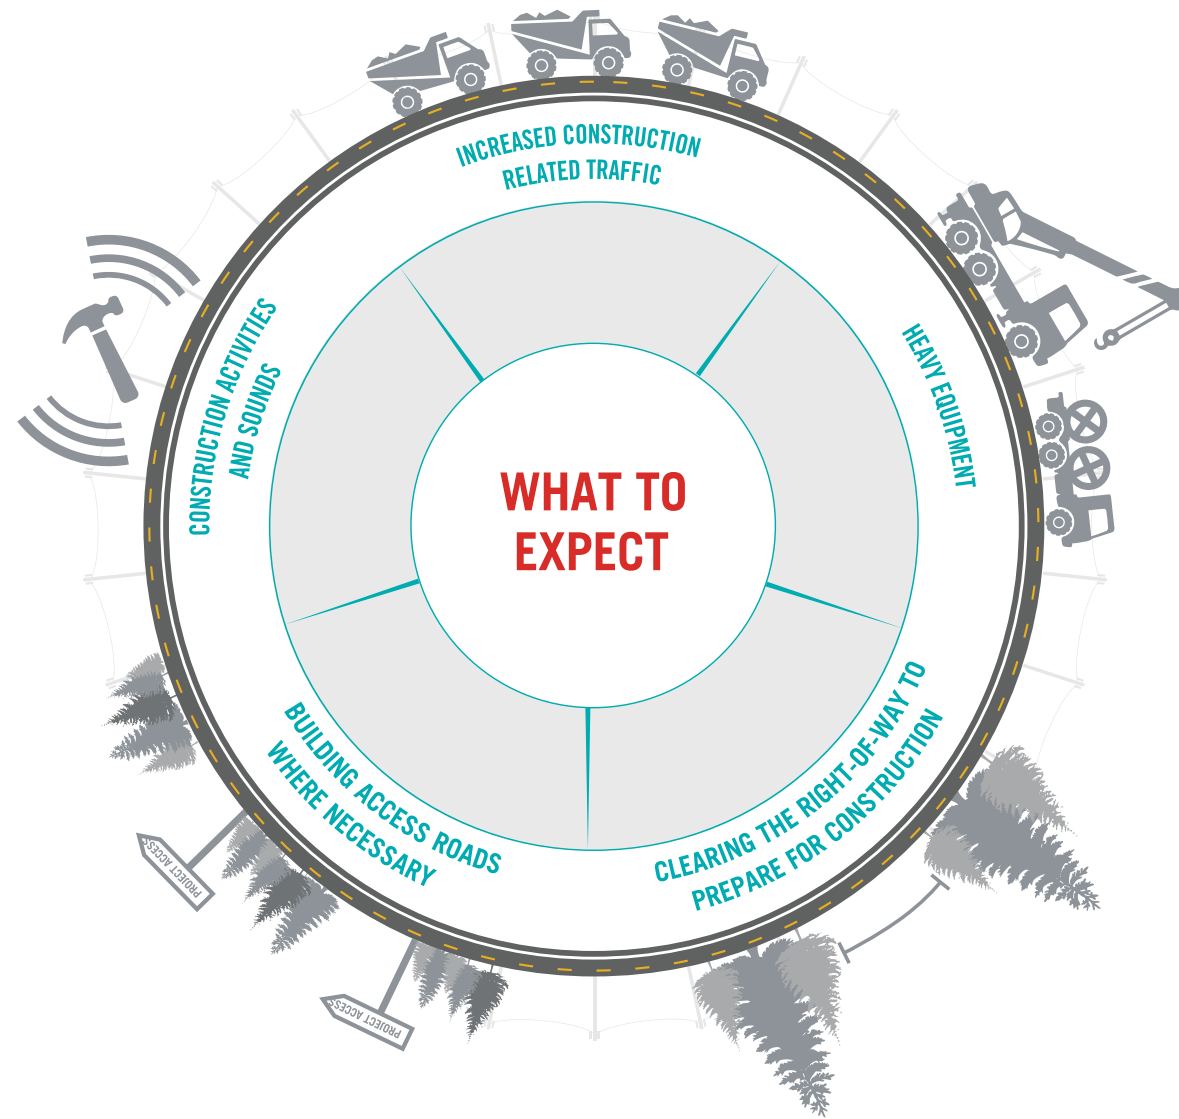 INCREASED CONSTRUCTION
RELATED TRAFFIC
HEAVY EQUIPMENT
CLEARING THE RIGHT-OF-WAY TO
PREPARE FOR CONSTRUCTION
BUILDING ACCESS ROADS
WHERE NECESSARY
CONSTRUCTION ACTIVITIES
AND SOUNDS
WHAT TO
EXPECT
PROJECT ACCESS
PROJECT ACCESS